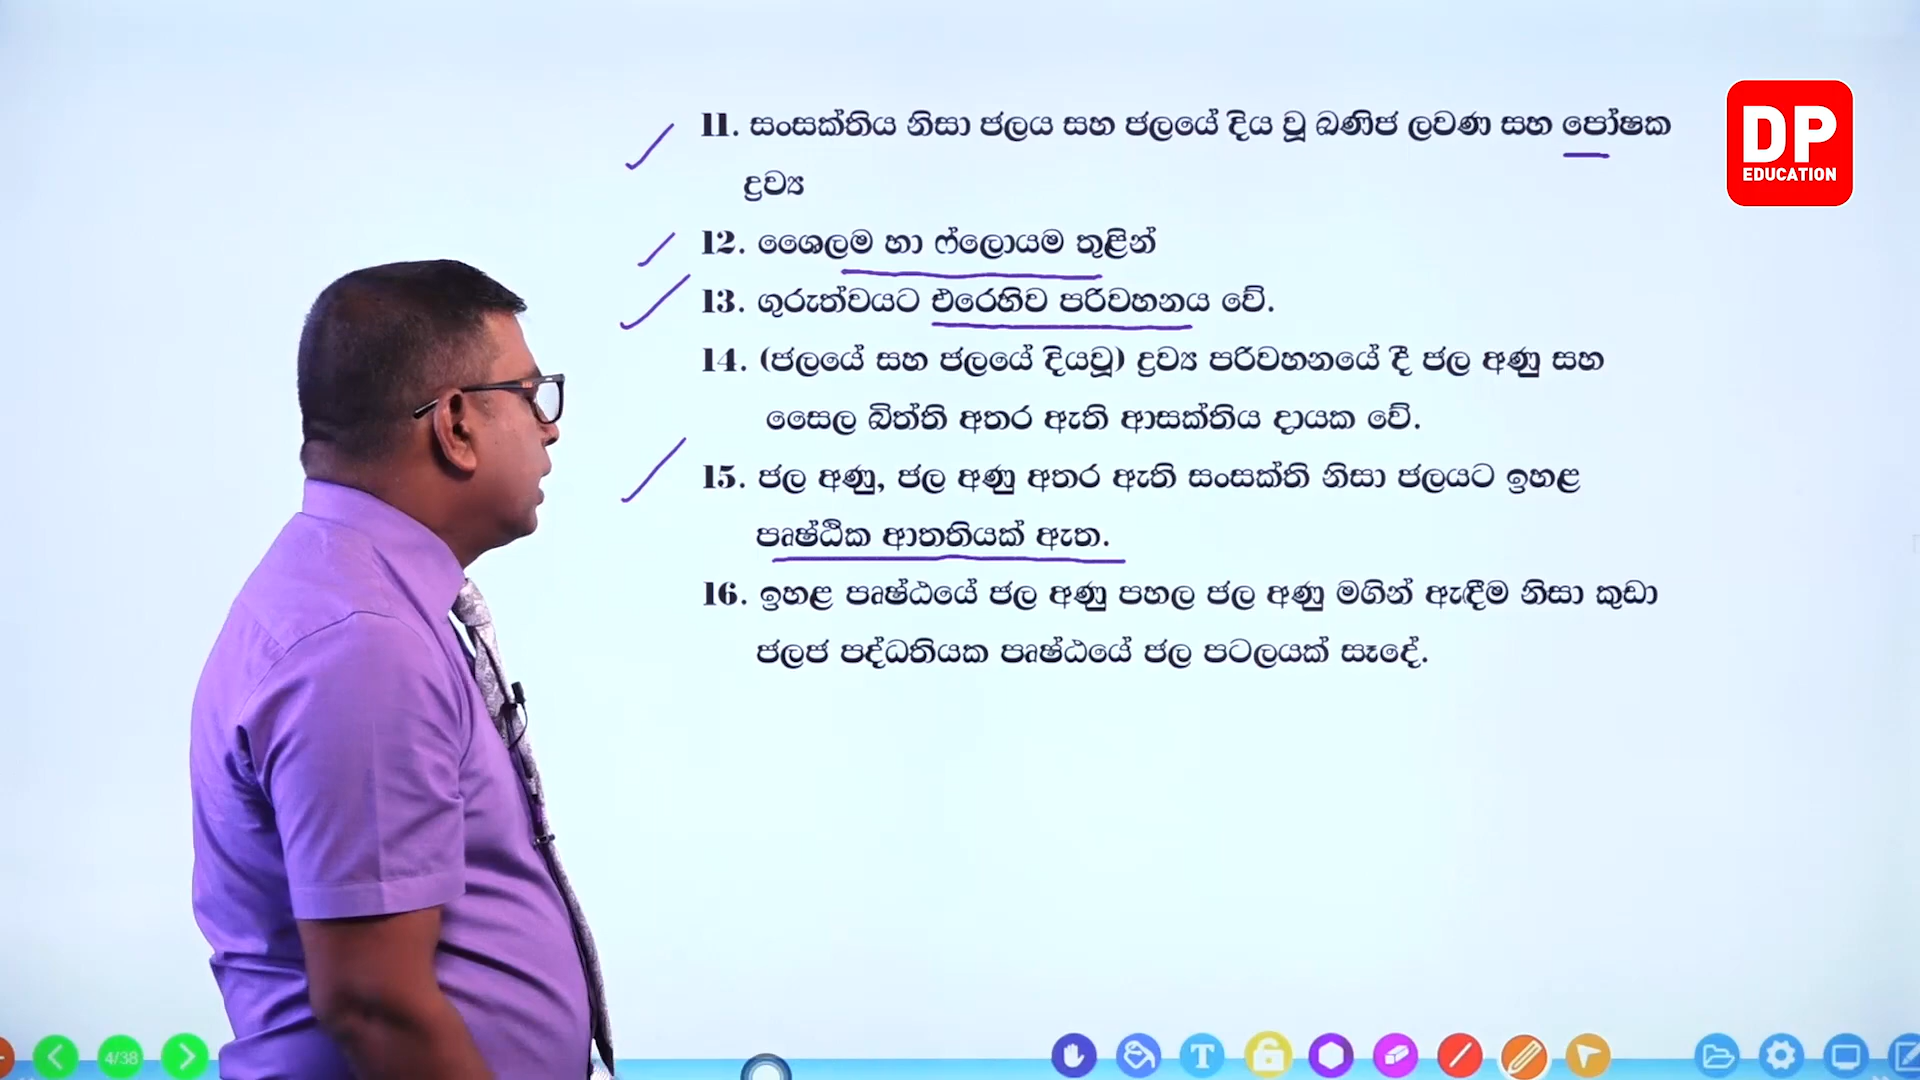 DP
EDUCATION
11. සංසක්තිය නිසා ජලය සහ ජලයේ දිය වූ ඛණිජ ලවණ සහ පෝෂක
ද්‍රව්‍ය
12. ශෛලම හා ෆ්ලොයම තුළින්
13. ගුරුත්වයට එරෙහිව පරිවහනය වේ.
14. (ජලයේ සහ ජලයේ දියවූ) ද්‍රව්‍ය පරිවහනයේ දී ජල අණු සහ
සෛල බිත්ති අතර ඇති ආසක්තිය දායක වේ.
15. ජල අණු, ජල අණු අතර ඇති සංසක්ති නිසා ජලයට ඉහළ
පෘෂ්ඨික ආතතියක් ඇත.
16. ඉහළ පෘෂ්ඨයේ ජල අණු පහල ජල අණු මගින් ඇඳීම නිසා කුඩා
ජලජ පද්ධතියක පෘෂ්ඨයේ ජල පටලයක් සෑදේ.
4/38
T